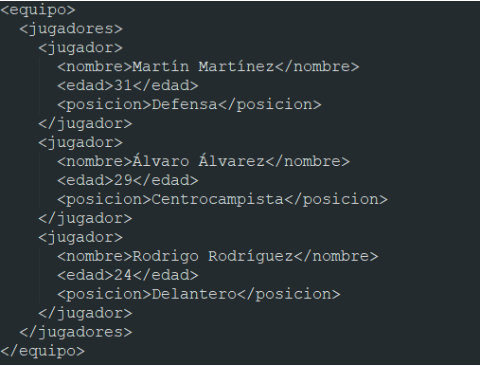 <equipo>
<jugadores>
<jugador>
<nombre>Martín Martínez</nombre>
<edad>31</edad>
<posicion>Defensa</posicion>
</jugador>
<jugador>
<nombre>Álvaro Álvarez</nombre>
<edad>29</edad>
<posicion>Centrocampista</posicion>
</jugador>
<jugador>
<nombre>Rodrigo Rodríguez</nombre>
<edad>24</edad>
<posicion>Delantero</posicion>
</jugador>
</jugadores>
</equipo>